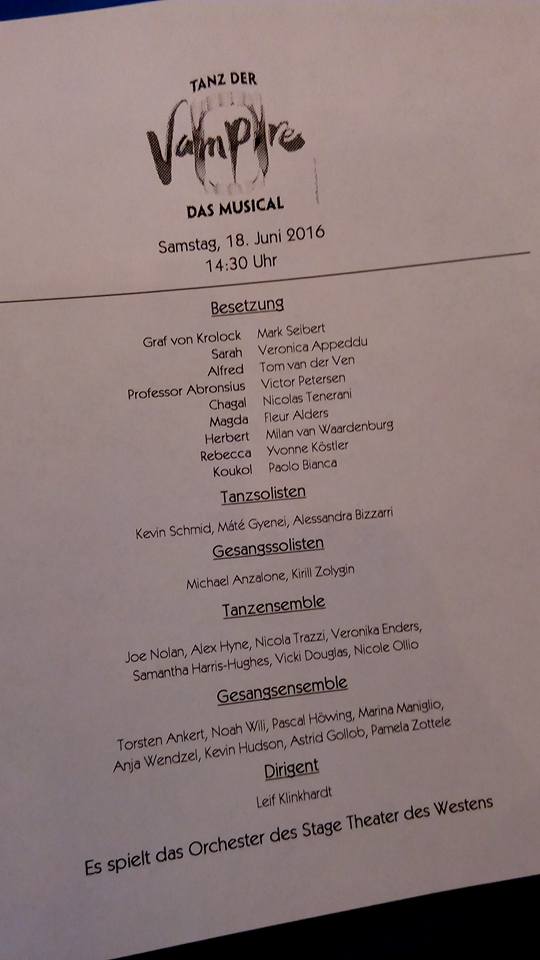 TANZ DER
Vampire
DAS MUSICAL
Samstag, 18. Juni 2016
14:30 Uhr
Besetzung
Graf von Krolock Mark Seibert
Sarah Veronica Appeddu
Alfred Tom van der Ven
Professor Abronsius Victor Petersen
Chagal Nicolas Tenerani
Magda Fleur Alders
Herbert Milan van Waardenburg
Rebecca Yvonne Köstler
Koukol Paolo Bianca
Tanzsolisten
Kevin Schmid, Máté Gyenei, Alessandra Bizzarri
Gesangssolisten
Michael Anzalone, Kirill Zolygin
Tanzensemble
Joe Nolan, Alex Hyne, Nicola Trazzi, Veronika Enders,
Samantha Harris-Hughes, Vicki Douglas, Nicole Ollio
Gesangsensemble
Torsten Ankert, Noah Wili, Pascal Höwing, Marina Maniglio,
Anja Wendzel, Kevin Hudson, Astrid Gollob, Pamela Zottele
Dirigent
Leif Klinkhardt
Es spielt das Orchester des Stage Theater des Westens